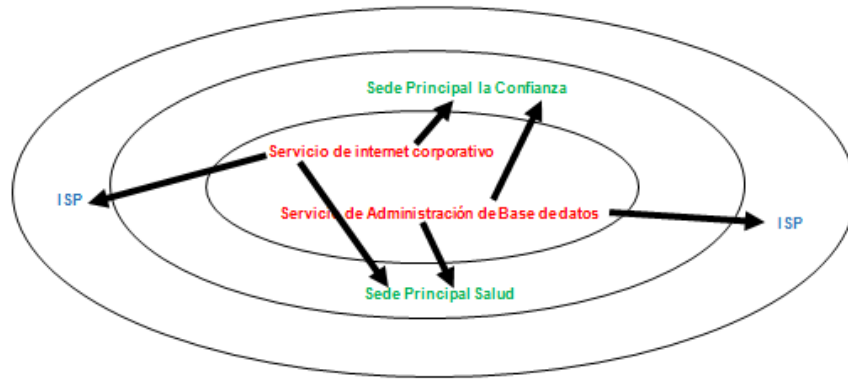 Sede Principal la Confianza
Servicio de internet corporativo
ISP
Servicio de Administración de Base de datos
ISP
Sede Principal Salud